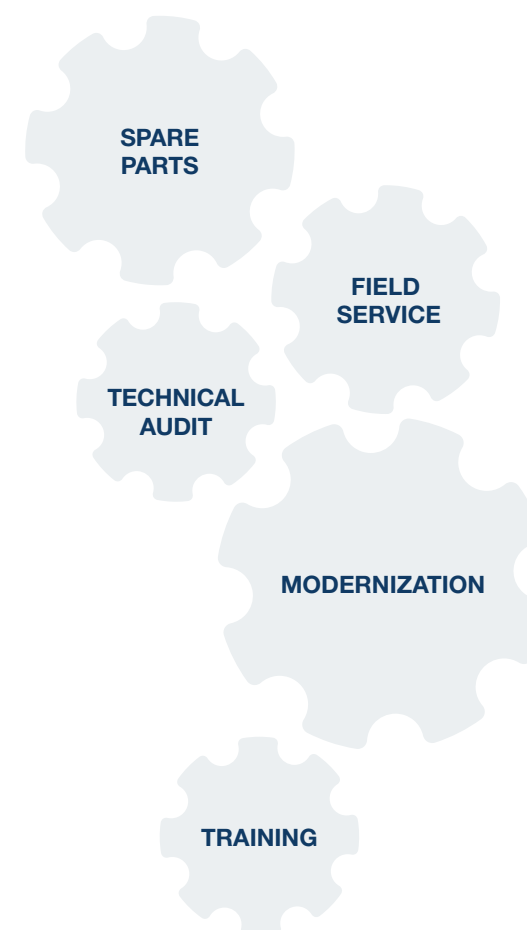 SPARE
PARTS
FIELD
SERVICE
TECHNICAL
AUDIT
MODERNIZATION
TRAINING